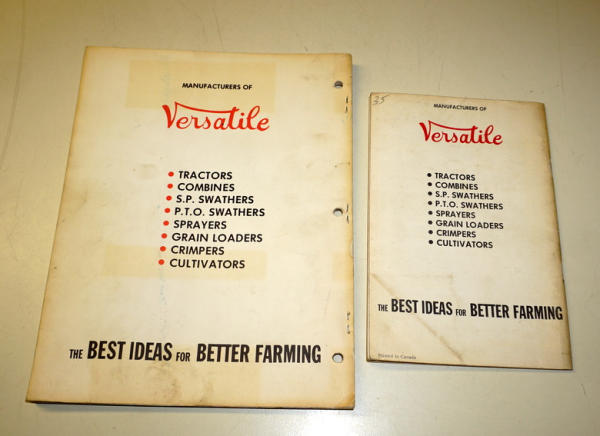 MANUFACTURERS OF
Versatile
• TRACTORS
• COMBINES
• S.P. SWATHERS
• P.T.O. SWATHERS
• SPRAYERS
• GRAIN LOADERS
• CRIMPERS
• CULTIVATORS
THE BEST IDEAS FOR BETTER FARMING
35
MANUFACTURERS OF
Versatile
• TRACTORS
• COMBINES
• S.P. SWATHERS
• P.T.O. SWATHERS
• SPRAYERS
• GRAIN LOADERS
• CRIMPERS
• CULTIVATORS
THE BEST IDEAS FOR BETTER FARMING
Printed in Canada